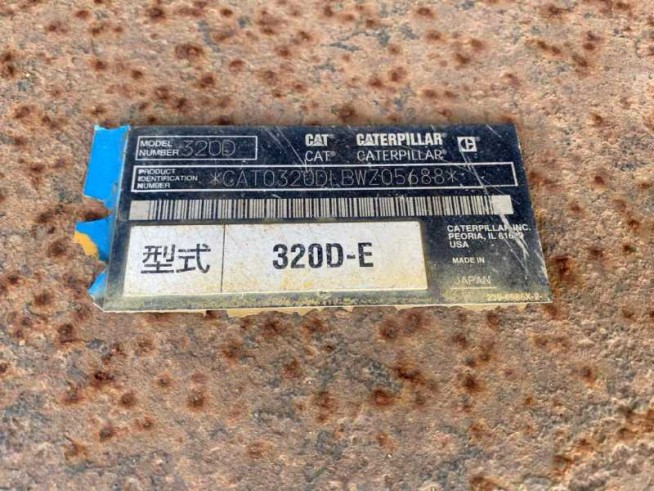 MODEL NUMBER 320D
CAT CATERPILLAR C
CAT CATERPILLAR
PRODUCT IDENTIFICATION NUMBER *CAT0320DLBWZ05688*
型式 320D-E
CATERPILLAR INC.
PEORIA, IL 61629
USA
MADE IN
JAPAN